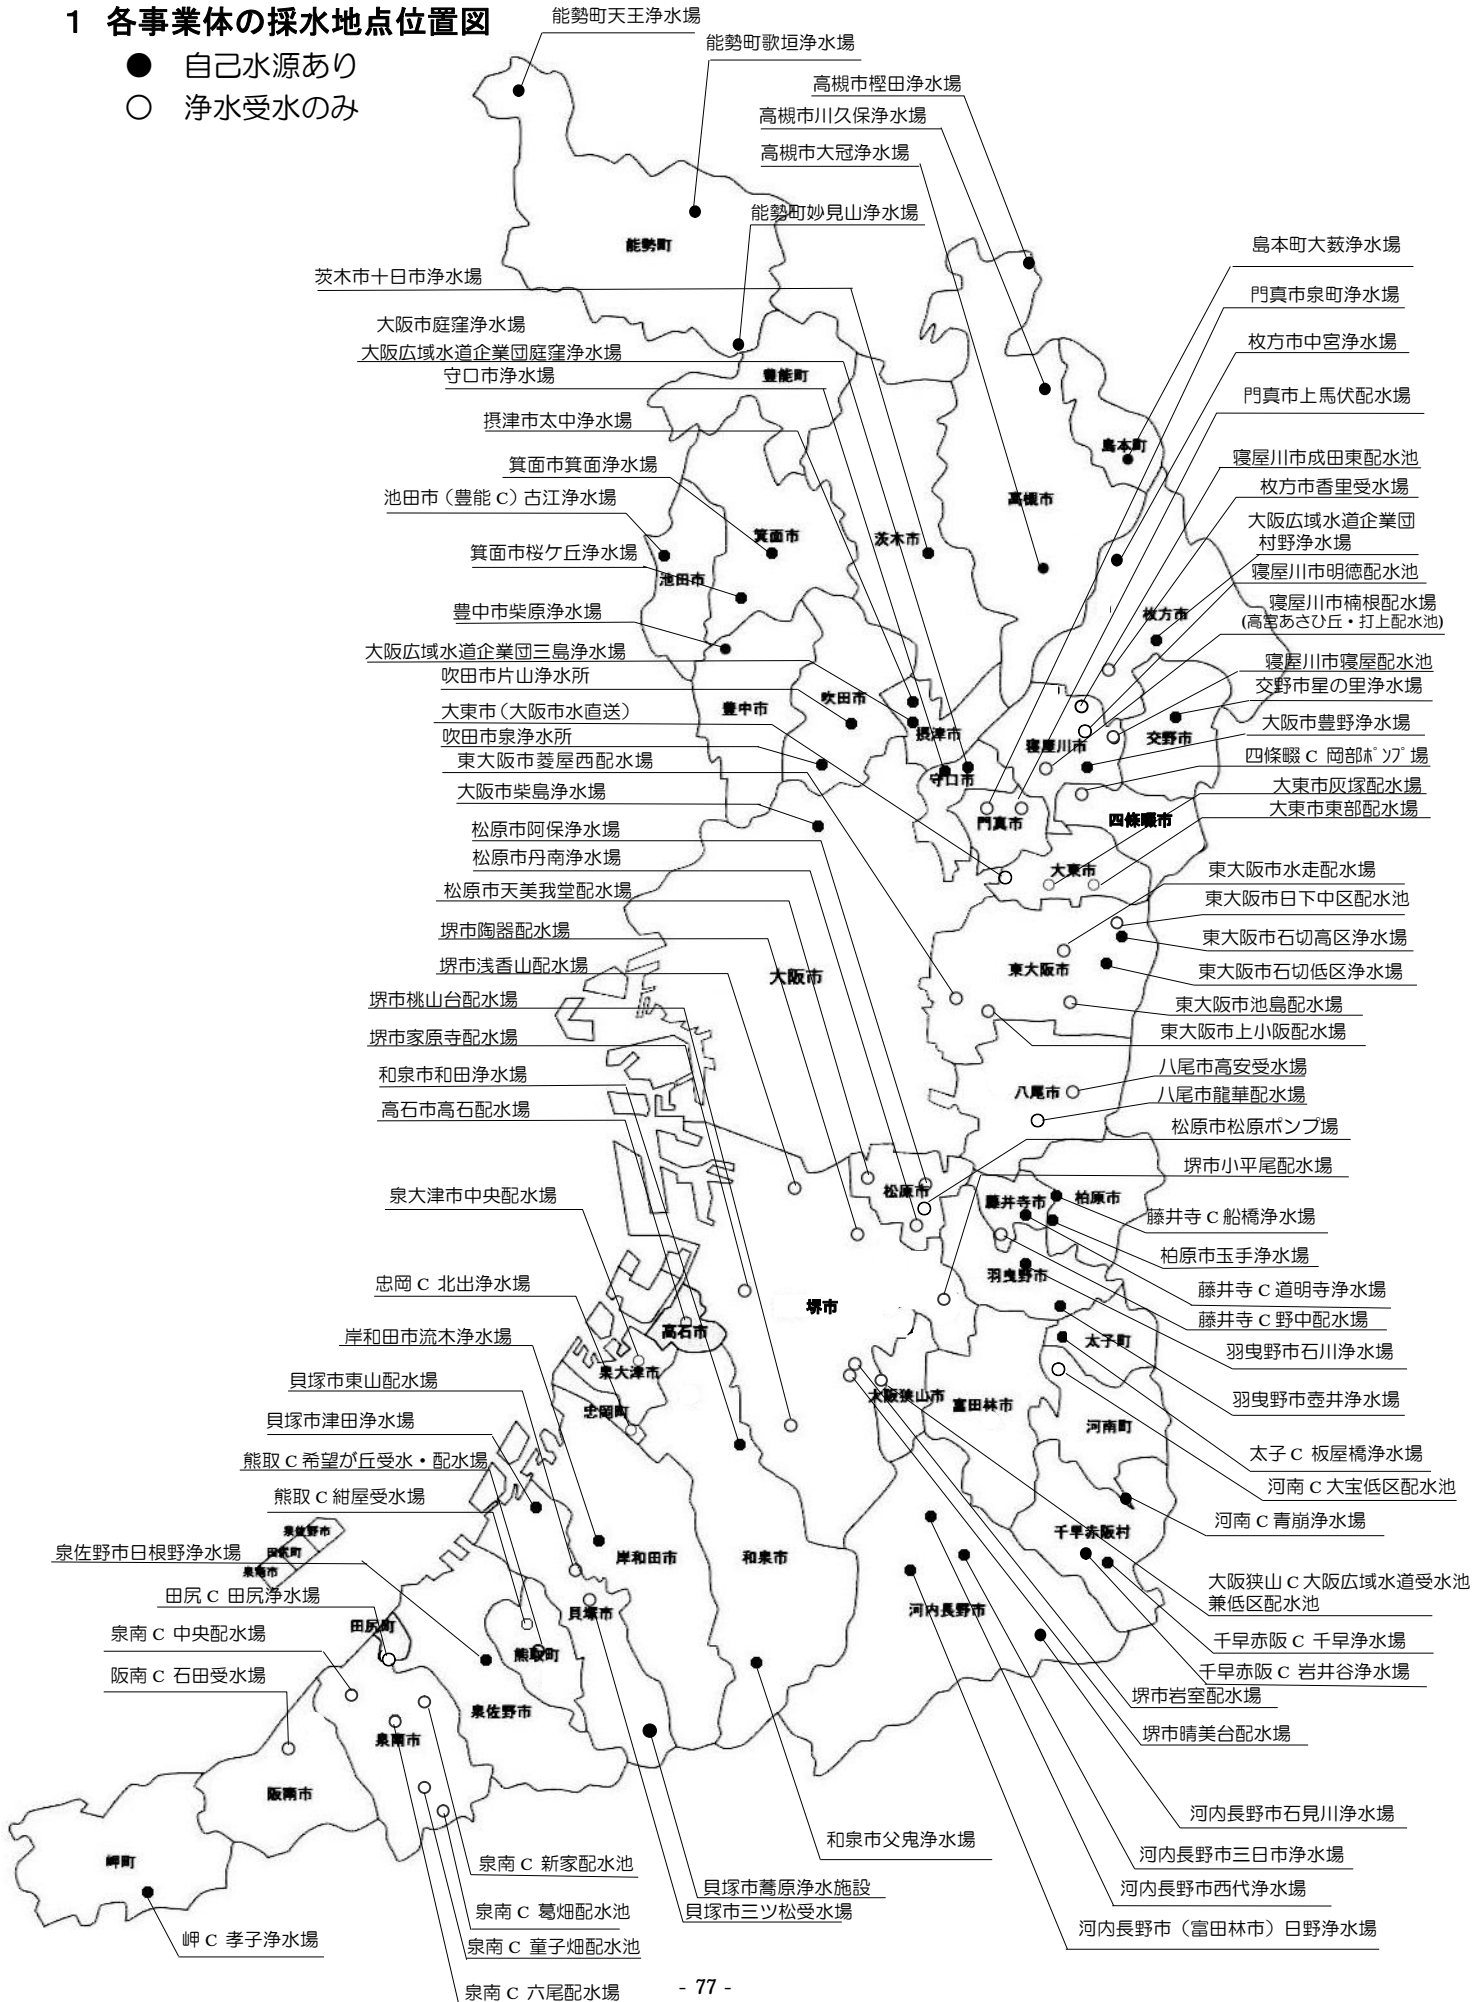 1 各事業体の採水地点位置図
● 自己水源あり
○ 浄水受水のみ
能勢町天王浄水場
能勢町歌垣浄水場
高槻市樫田浄水場
高槻市川久保浄水場
高槻市大冠浄水場
能勢町妙見山浄水場
茨木市十日市浄水場
大阪市庭窪浄水場
大阪広域水道企業団庭窪浄水場
守口市浄水場
摂津市太中浄水場
箕面市箕面浄水場
池田市（豊能 C）古江浄水場
箕面市桜ケ丘浄水場
豊中市柴原浄水場
大阪広域水道企業団三島浄水場
吹田市片山浄水所
大東市（大阪市水直送）
吹田市泉浄水所
東大阪市菱屋西配水場
大阪市柴島浄水場
松原市阿保浄水場
松原市丹南浄水場
松原市天美我堂配水場
堺市陶器配水場
堺市浅香山配水場
堺市桃山台配水場
堺市家原寺配水場
和泉市和田浄水場
高石市高石配水場
泉大津市中央配水場
忠岡 C 北出浄水場
岸和田市流木浄水場
貝塚市東山配水場
貝塚市津田浄水場
熊取 C 希望が丘受水・配水場
熊取 C 紺屋受水場
泉佐野市日根野浄水場
田尻 C 田尻浄水場
泉南 C 中央配水場
阪南 C 石田受水場
島本町大薮浄水場
門真市泉町浄水場
枚方市中宮浄水場
門真市上馬伏配水場
寝屋川市成田東配水池
枚方市香里受水場
大阪広域水道企業団
村野浄水場
寝屋川市明徳配水池
寝屋川市楠根配水場
(高宮あさひ丘・打上配水池)
寝屋川市寝屋配水池
交野市星の里浄水場
大阪市豊野浄水場
四條畷 C 岡部ﾎﾟﾝﾌﾟ場
大東市灰塚配水場
大東市東部配水場
東大阪市水走配水場
東大阪市日下中区配水池
東大阪市石切高区浄水場
東大阪市石切低区浄水場
東大阪市池島配水場
東大阪市上小阪配水場
八尾市高安受水場
八尾市龍華配水場
松原市松原ポンプ場
堺市小平尾配水場
藤井寺 C 船橋浄水場
柏原市玉手浄水場
藤井寺 C 道明寺浄水場
藤井寺 C 野中配水場
羽曳野市石川浄水場
羽曳野市壺井浄水場
太子 C 板屋橋浄水場
河南 C 大宝低区配水池
河南 C 青崩浄水場
大阪狭山 C 大阪広域水道受水池
兼低区配水池
千早赤阪 C 千早浄水場
千早赤阪 C 岩井谷浄水場
堺市岩室配水場
堺市晴美台配水場
河内長野市石見川浄水場
河内長野市三日市浄水場
河内長野市西代浄水場
河内長野市（富田林市）日野浄水場
和泉市父鬼浄水場
貝塚市蕎原浄水施設
貝塚市三ツ松受水場
泉南 C 新家配水池
泉南 C 葛畑配水池
泉南 C 童子畑配水池
泉南 C 六尾配水場
岬 C 孝子浄水場
能勢町
豊能町
島本町
高槻市
茨木市
箕面市
池田市
枚方市
豊中市
吹田市
摂津市
寝屋川市
交野市
守口市
門真市
四條畷市
大東市
東大阪市
大阪市
八尾市
松原市
藤井寺市
柏原市
羽曳野市
堺市
高石市
太子町
泉大津市
大阪狭山市
富田林市
忠岡町
河南町
千早赤阪村
泉佐野市
田尻町
泉南市
岸和田市
和泉市
河内長野市
貝塚市
田尻町
熊取町
泉佐野市
泉南市
阪南市
岬町
- 77 -